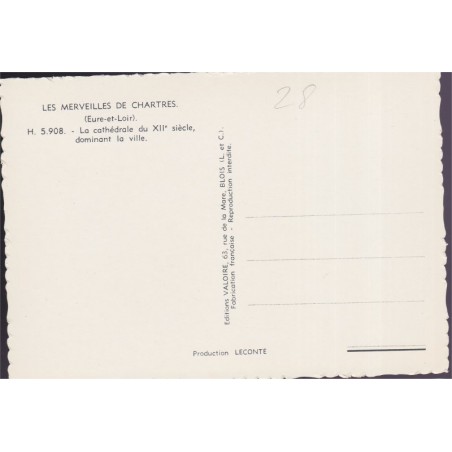 LES MERVEILLES DE CHARTRES.
(Eure-et-Loir).
H. 5.908. - La cathédrale du XIIe siècle,
dominant la ville.
28
Editions VALOIRE, 63, rue de la Mare, BLOIS (L. et C.).
Fabrication française - Reproduction interdite.
Production LECONTE